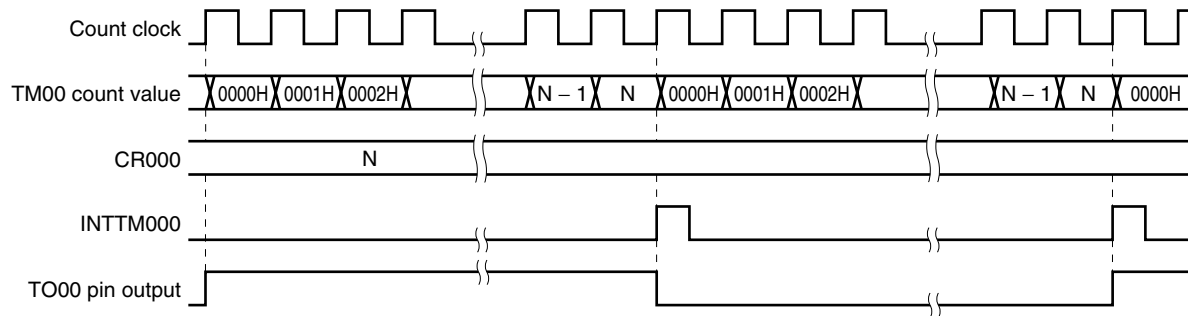 Count clock
TM00 count value 0000H 0001H 0002H N – 1 N 0000H 0001H 0002H N – 1 N 0000H
CR000 N
INTTM000
TO00 pin output